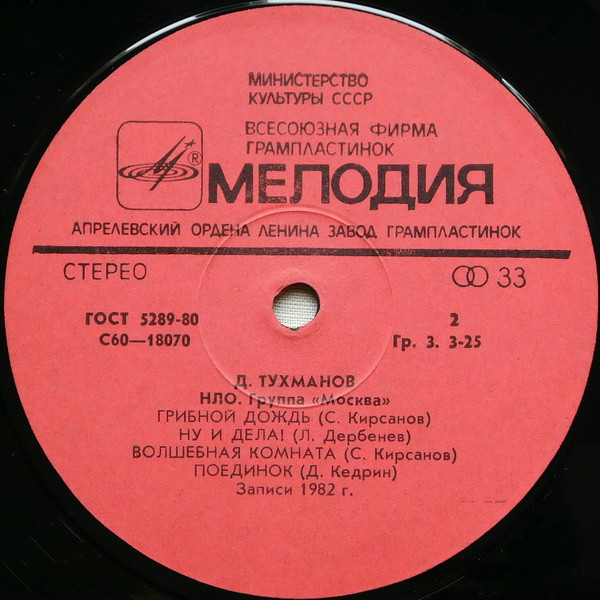 МИНИСТЕРСТВО
КУЛЬТУРЫ СССР
ВСЕСОЮЗНАЯ ФИРМА
ГРАМПЛАСТИНОК
®
МЕЛОДИЯ
АПРЕЛЕВСКИЙ ОРДЕНА ЛЕНИНА ЗАВОД ГРАМПЛАСТИНОК
СТЕРЕО 33
ГОСТ 5289-80 2
С60—18070 Гр. 3. 3-25
Д. ТУХМАНОВ
НЛО. Группа «Москва»
ГРИБНОЙ ДОЖДЬ (С. Кирсанов)
НУ И ДЕЛА! (Л. Дербенев)
ВОЛШЕБНАЯ КОМНАТА (С. Кирсанов)
ПОЕДИНОК (Д. Кедрин)
Записи 1982 г.